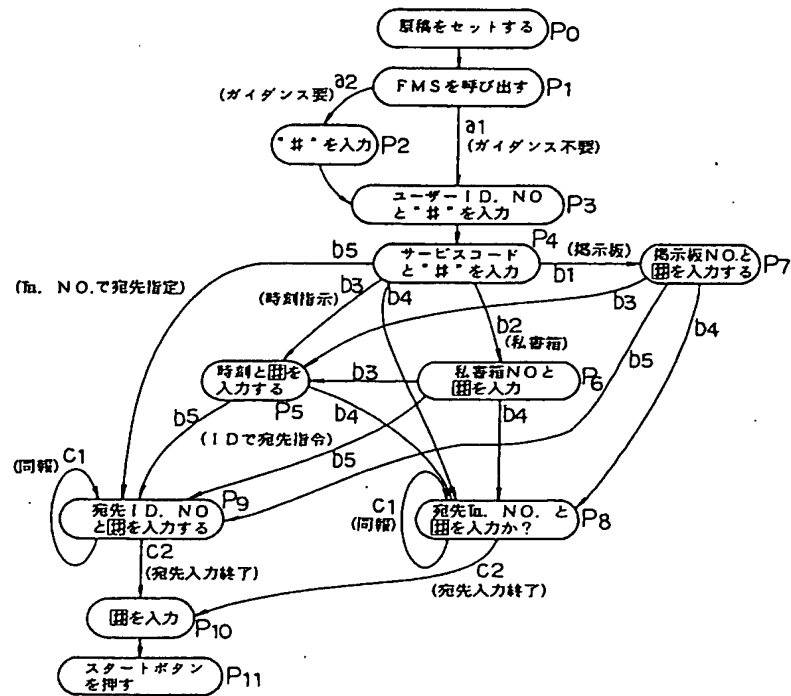 原稿をセットする P0
FMSを呼び出す P1
a2
(ガイダンス要)
a1
(ガイダンス不要)
"#"を入力 P2
ユーザーID. NO
と"#"を入力
P3
P4
サービスコード
と"#"を入力
(掲示板)
b1
掲示板NO.と
#を入力する
P7
b5
(Tel. NO.で宛先指定)
b3
(時刻指示)
b4
b2
(私書箱)
b3
b4
b5
時刻と#を
入力する
P5
b3
私書箱NOと
#を入力
P6
b5
b4
b4
(IDで宛先指令)
b5
C1
(同報)
宛先ID. NO
と#を入力する
P9
C1
(同報)
宛先Tel. NO. と
#を入力か?
P8
C2
(宛先入力終了)
C2
(宛先入力終了)
#を入力
P10
スタートボタン
を押す
P11